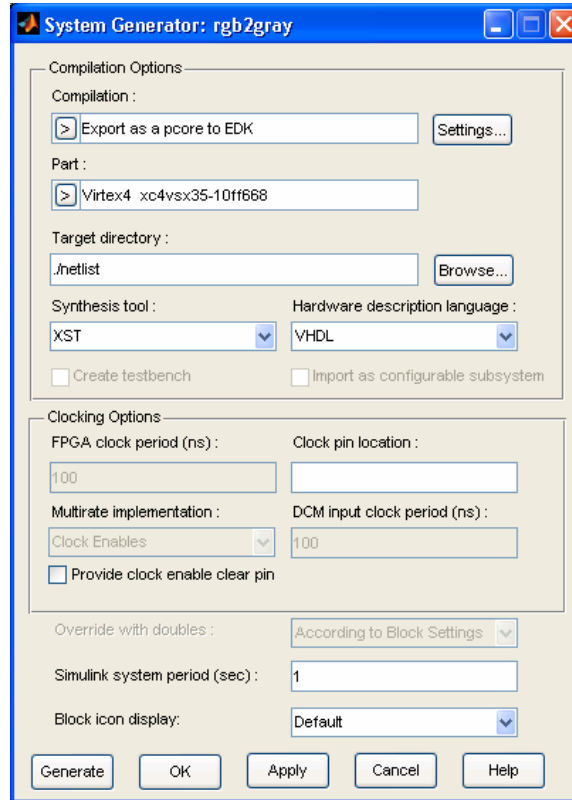 System Generator: rgb2gray
Compilation Options
Compilation :
> Export as a pcore to EDK Settings...
Part :
> Virtex4 xc4vsx35-10ff668
Target directory :
./netlist Browse...
Synthesis tool : Hardware description language :
XST VHDL
Create testbench Import as configurable subsystem
Clocking Options
FPGA clock period (ns) : Clock pin location :
100
Multirate implementation : DCM input clock period (ns) :
Clock Enables 100
Provide clock enable clear pin
Override with doubles : According to Block Settings
Simulink system period (sec) : 1
Block icon display: Default
Generate OK Apply Cancel Help